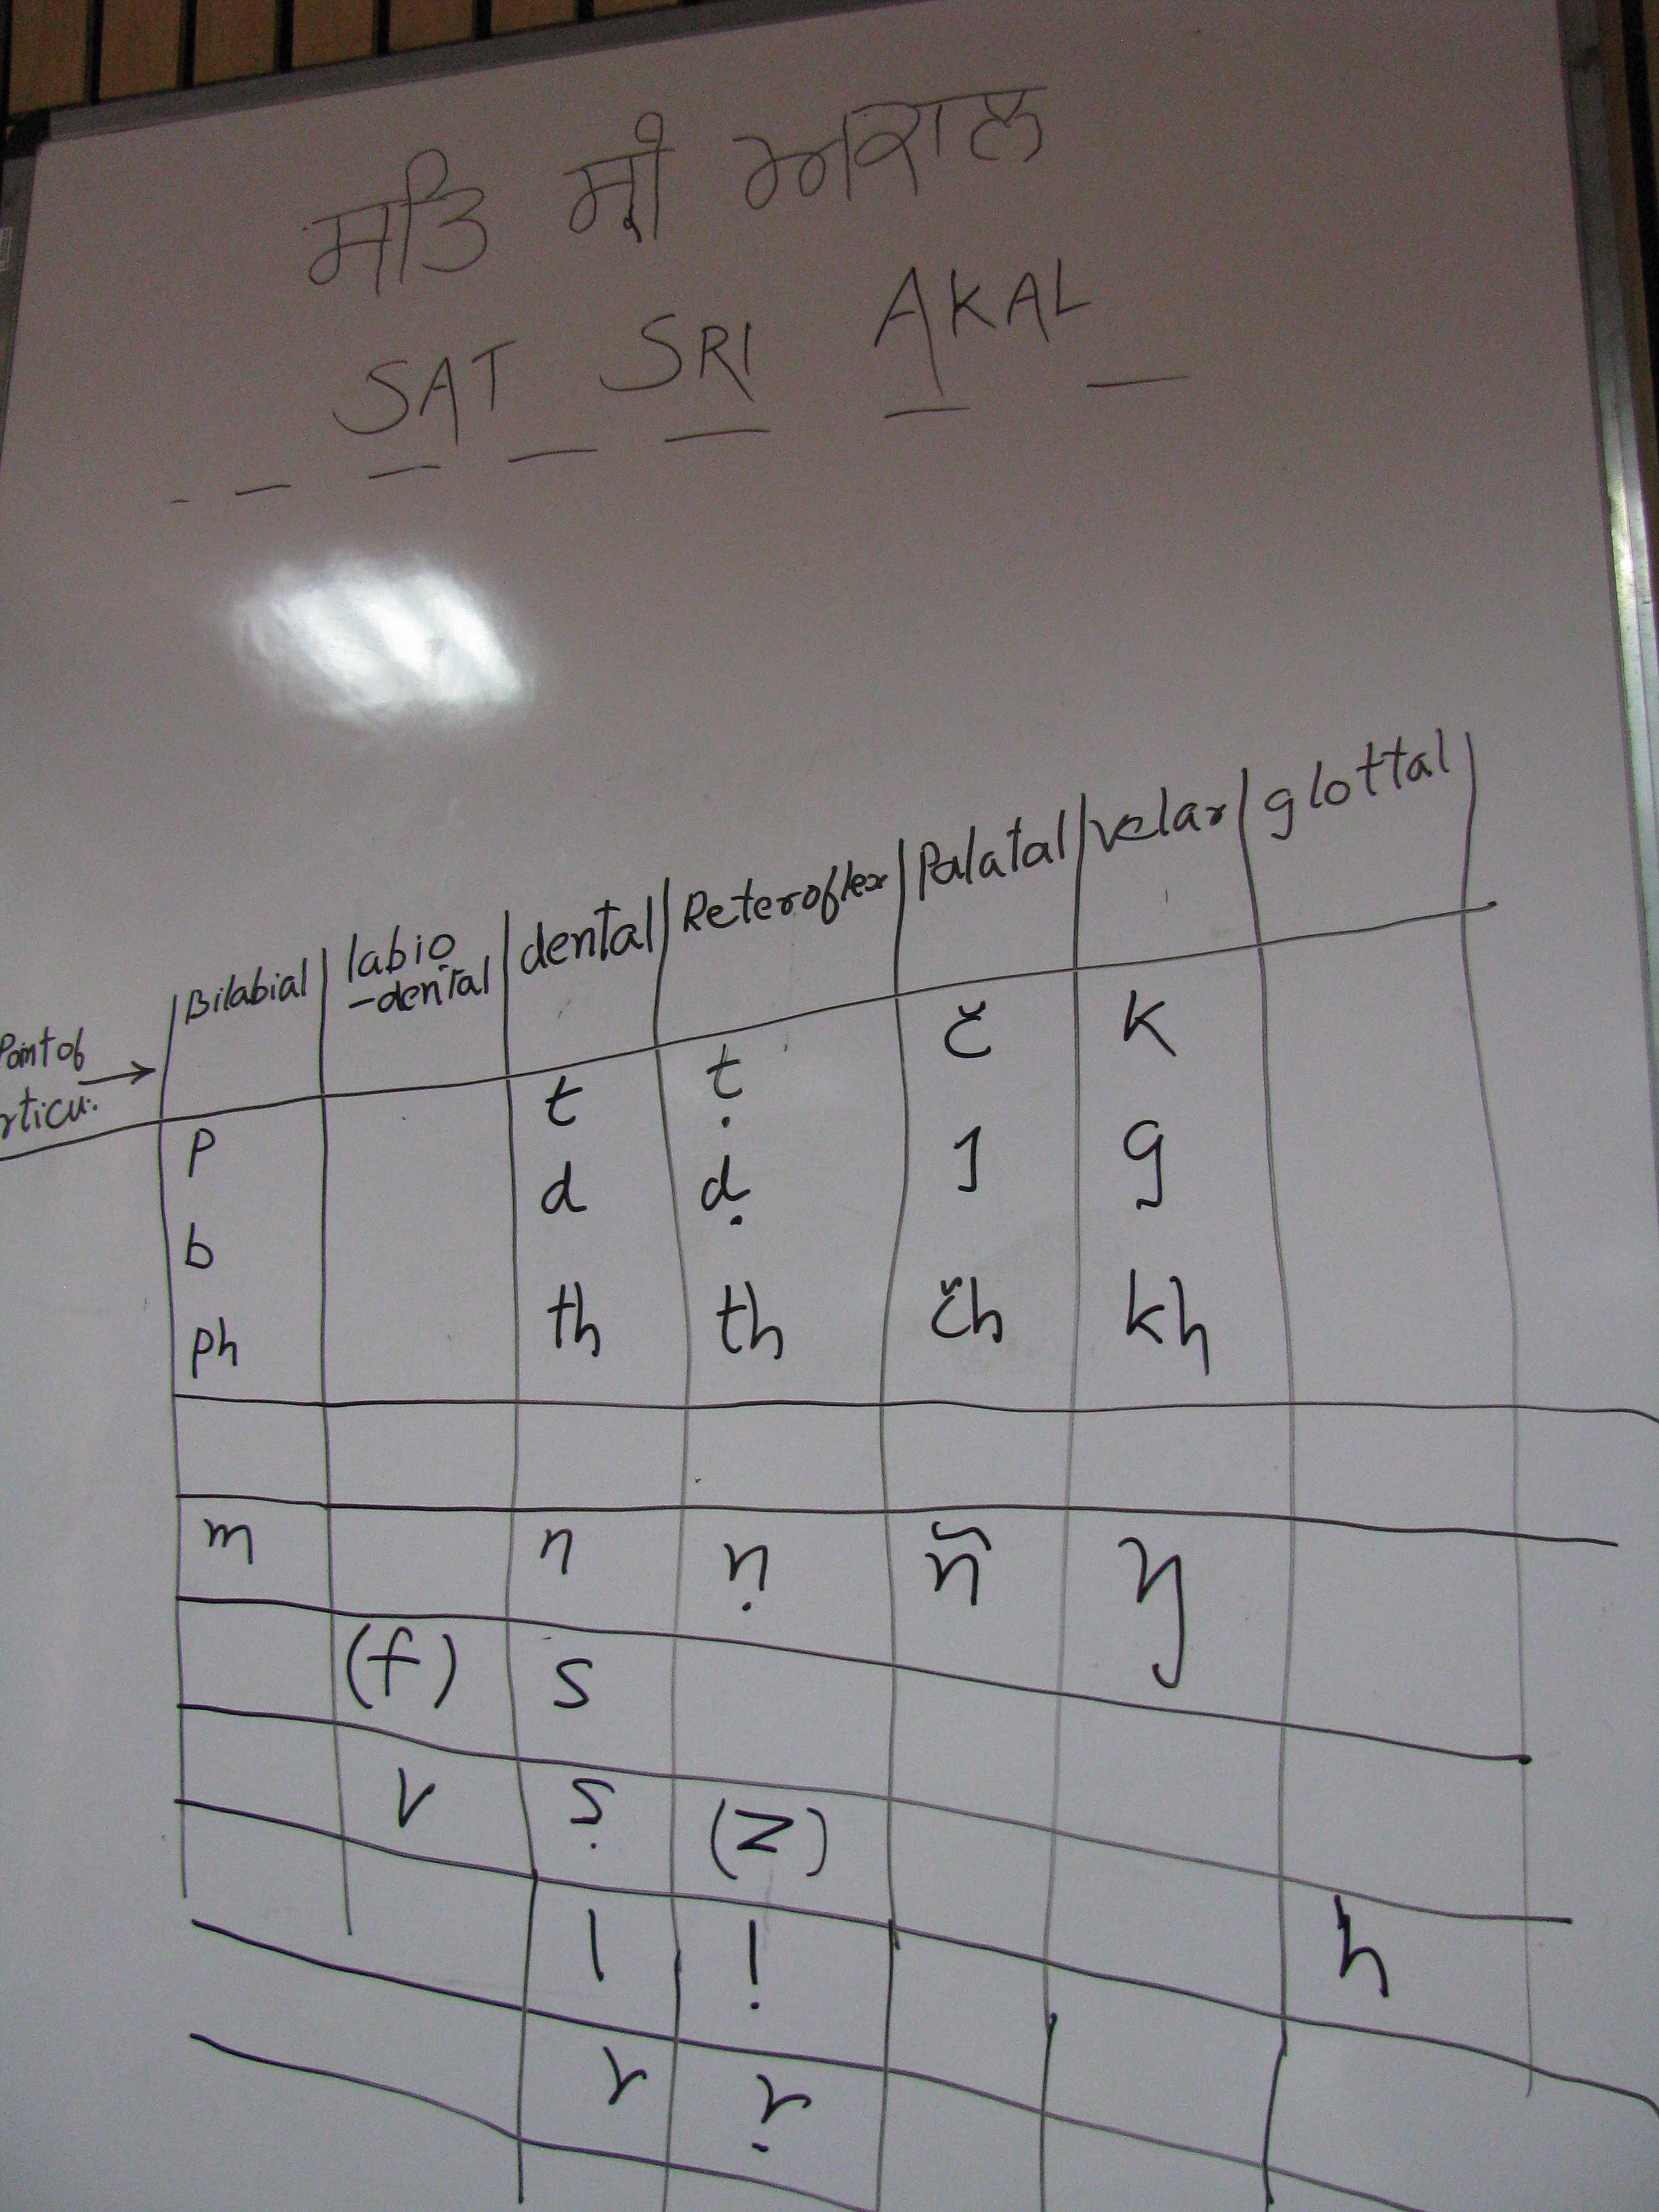 ਸਤਿ ਸ੍ਰੀ ਅਕਾਲ
SAT SRI AKAL
Point of rticu. → Bilabial labio-dental dental Reteroflex Palatal velar glottal
p t ṭ č k
b d ḍ J g
ph th th čh kh
m n ṇ ñ ŋ
(f) s
v ṣ (z)
l ḷ h
r ṛ